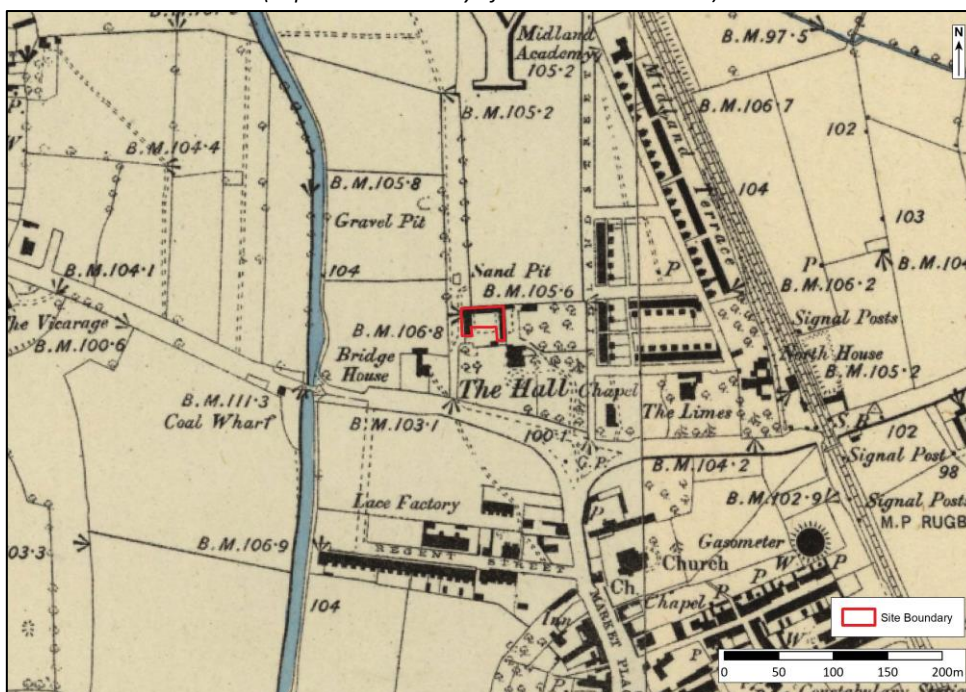 B.M.97.5
Midland
Academy
105.2
N
Midland Terrace
B.M.105.2
B.M.106.7
B.M.104.4
102
B.M.105.8
104
Gravel Pit
103
104
Sand Pit
P
P
B.M.104.1
B.M.105.6
B.M.106.2
B.M.104
The Vicarage
Signal Posts
B.M.106.8
B.M.100.6
Bridge
House
North House
B.M.105.2
The Hall
Chapel
The Limes
B.M.111.3
Coal Wharf
B.M.103.1
100.1
G.P.
S.B.
102
Signal Post
B.M.104.2
98
Lace Factory
P
B.M.102.9
Signal Posts
M.P RUGB
03.3
B.M.106.9
REGENT STREET
Gasometer
Church
W
P
Ch.
Chapel
P
P
P
104
Inn
MARKET PLAC
W
P
Site Boundary
0 50 100 150 200m